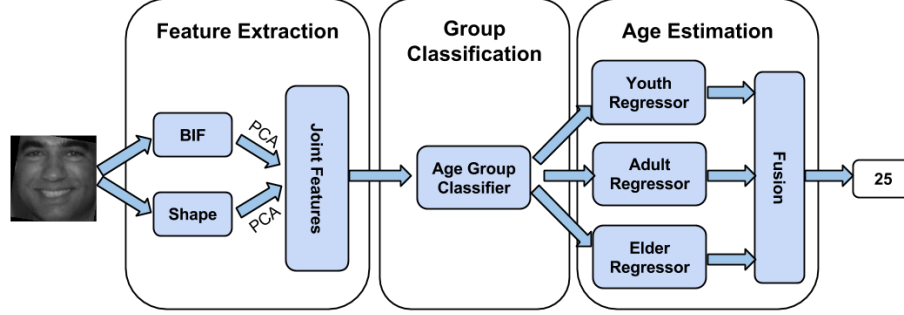 Feature Extraction
Group
Classification
Age Estimation
BIF
Shape
PCA
PCA
Joint Features
Age Group
Classifier
Youth
Regressor
Adult
Regressor
Elder
Regressor
Fusion
25